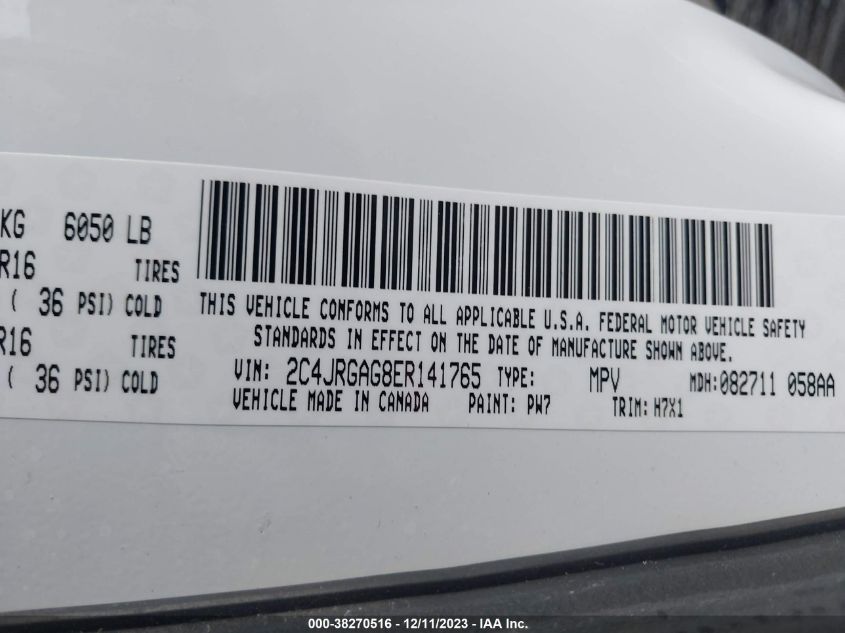 KG 6050 LB
R16 TIRES
( 36 PSI) COLD
R16 TIRES
( 36 PSI) COLD
THIS VEHICLE CONFORMS TO ALL APPLICABLE U.S.A. FEDERAL MOTOR VEHICLE SAFETY
STANDARDS IN EFFECT ON THE DATE OF MANUFACTURE SHOWN ABOVE.
VIN: 2C4JRGAG8ER141765 TYPE: MPV MDH:082711 058AA
VEHICLE MADE IN CANADA PAINT: PW7 TRIM: H7X1
000-38270516 - 12/11/2023 - IAA Inc.